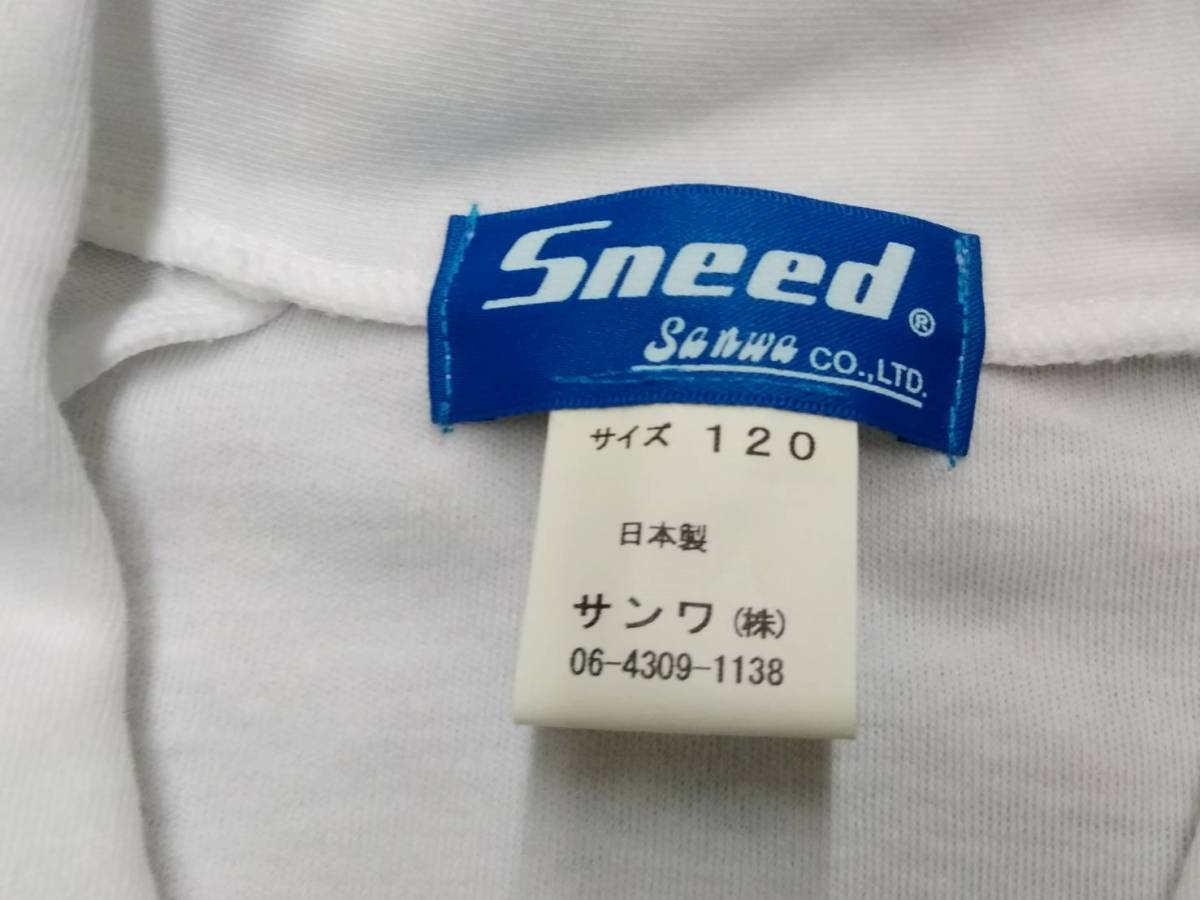 Sneed®
Sanwa CO.,LTD.
サイズ 120
日本製
サンワ(株)
06-4309-1138